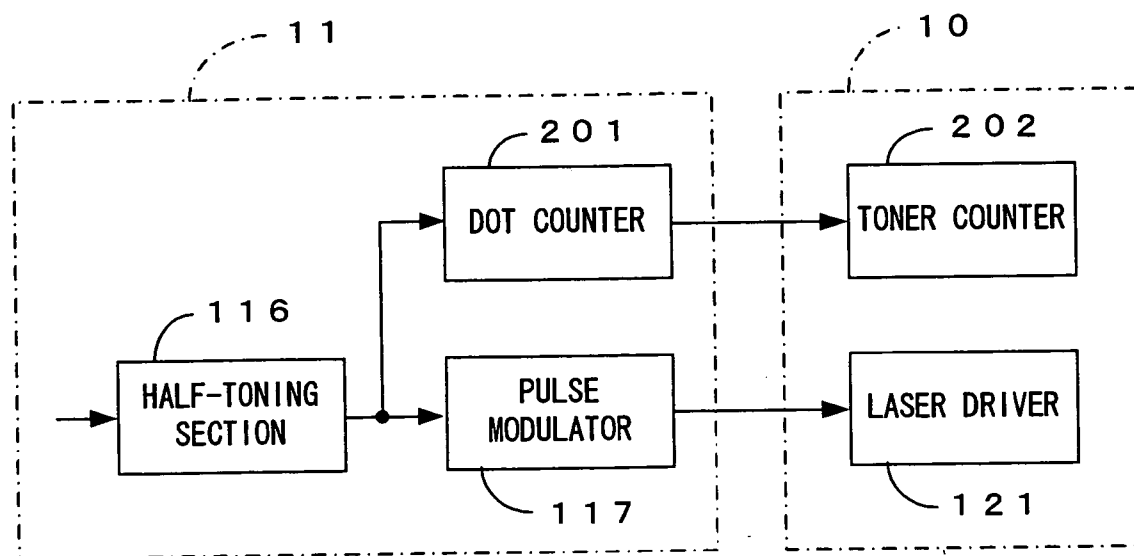 11
10
201
202
DOT COUNTER
TONER COUNTER
116
HALF-TONING
SECTION
PULSE
MODULATOR
LASER DRIVER
117
121